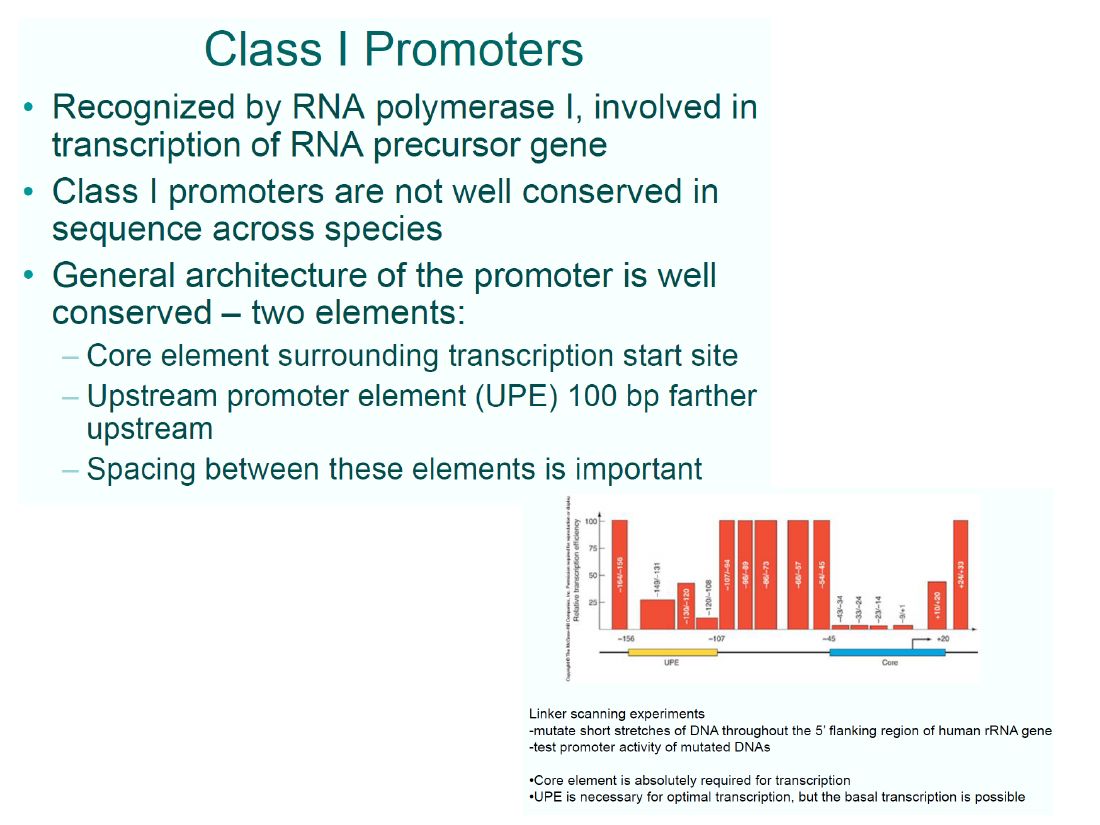 Class I Promoters
• Recognized by RNA polymerase I, involved in
transcription of RNA precursor gene
• Class I promoters are not well conserved in
sequence across species
• General architecture of the promoter is well
conserved – two elements:
– Core element surrounding transcription start site
– Upstream promoter element (UPE) 100 bp farther
upstream
– Spacing between these elements is important
Relative transcription efficiency
100
75
50
25
-164/-156
-149/-131
-130/-120
-120/-108
-107/-94
-86/-73
-54/-45
-43/-34
-33/-24
-23/-14
-9/+1
+10/+20
+24/+33
-156
-107
-45
+20
UPE
Core
Linker scanning experiments
-mutate short stretches of DNA throughout the 5' flanking region of human rRNA gene
-test promoter activity of mutated DNAs
•Core element is absolutely required for transcription
•UPE is necessary for optimal transcription, but the basal transcription is possible